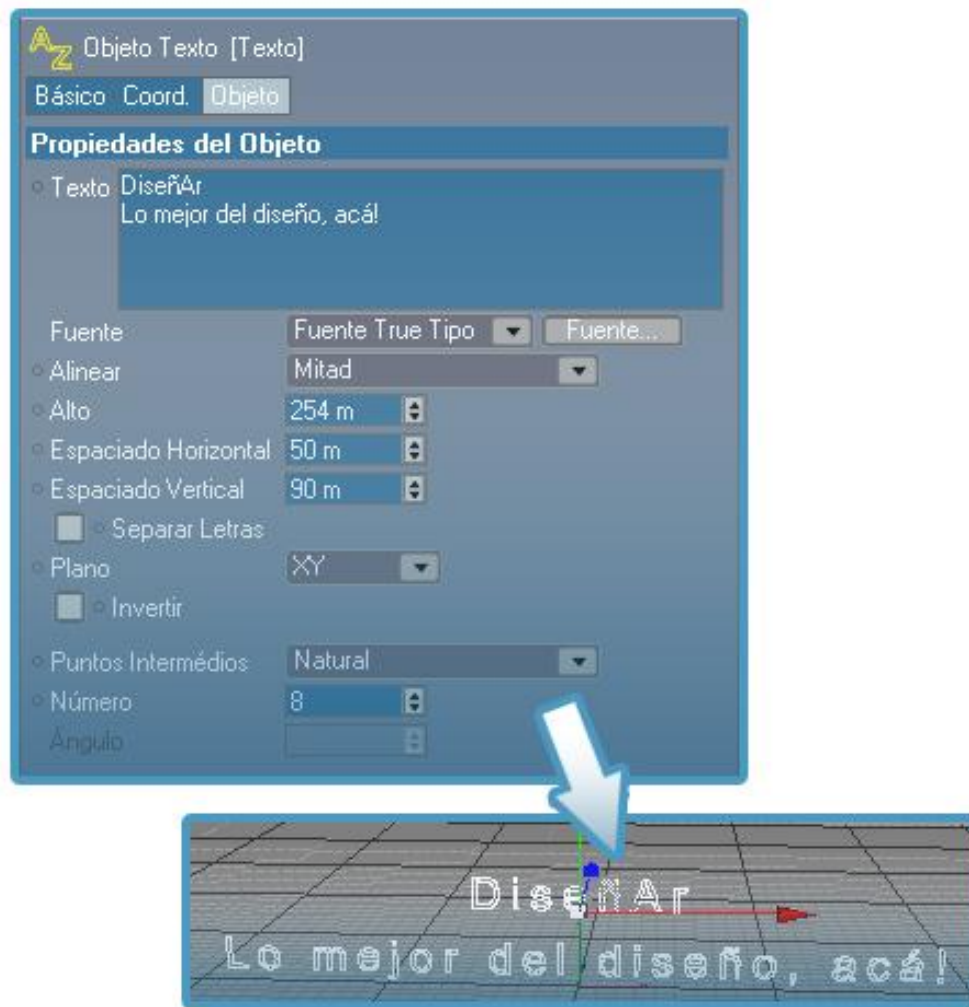 AZ Objeto Texto [Texto]
Básico Coord. Objeto
Propiedades del Objeto
Texto DiseñAr
Lo mejor del diseño, acá!
Fuente Fuente True Tipo Fuente...
Alinear Mitad
Alto 254 m
Espaciado Horizontal 50 m
Espaciado Vertical 90 m
Separar Letras
Plano XY
Invertir
Puntos Intermédios Natural
Número 8
Ángulo
DiseñAr
Lo mejor del diseño, acá!